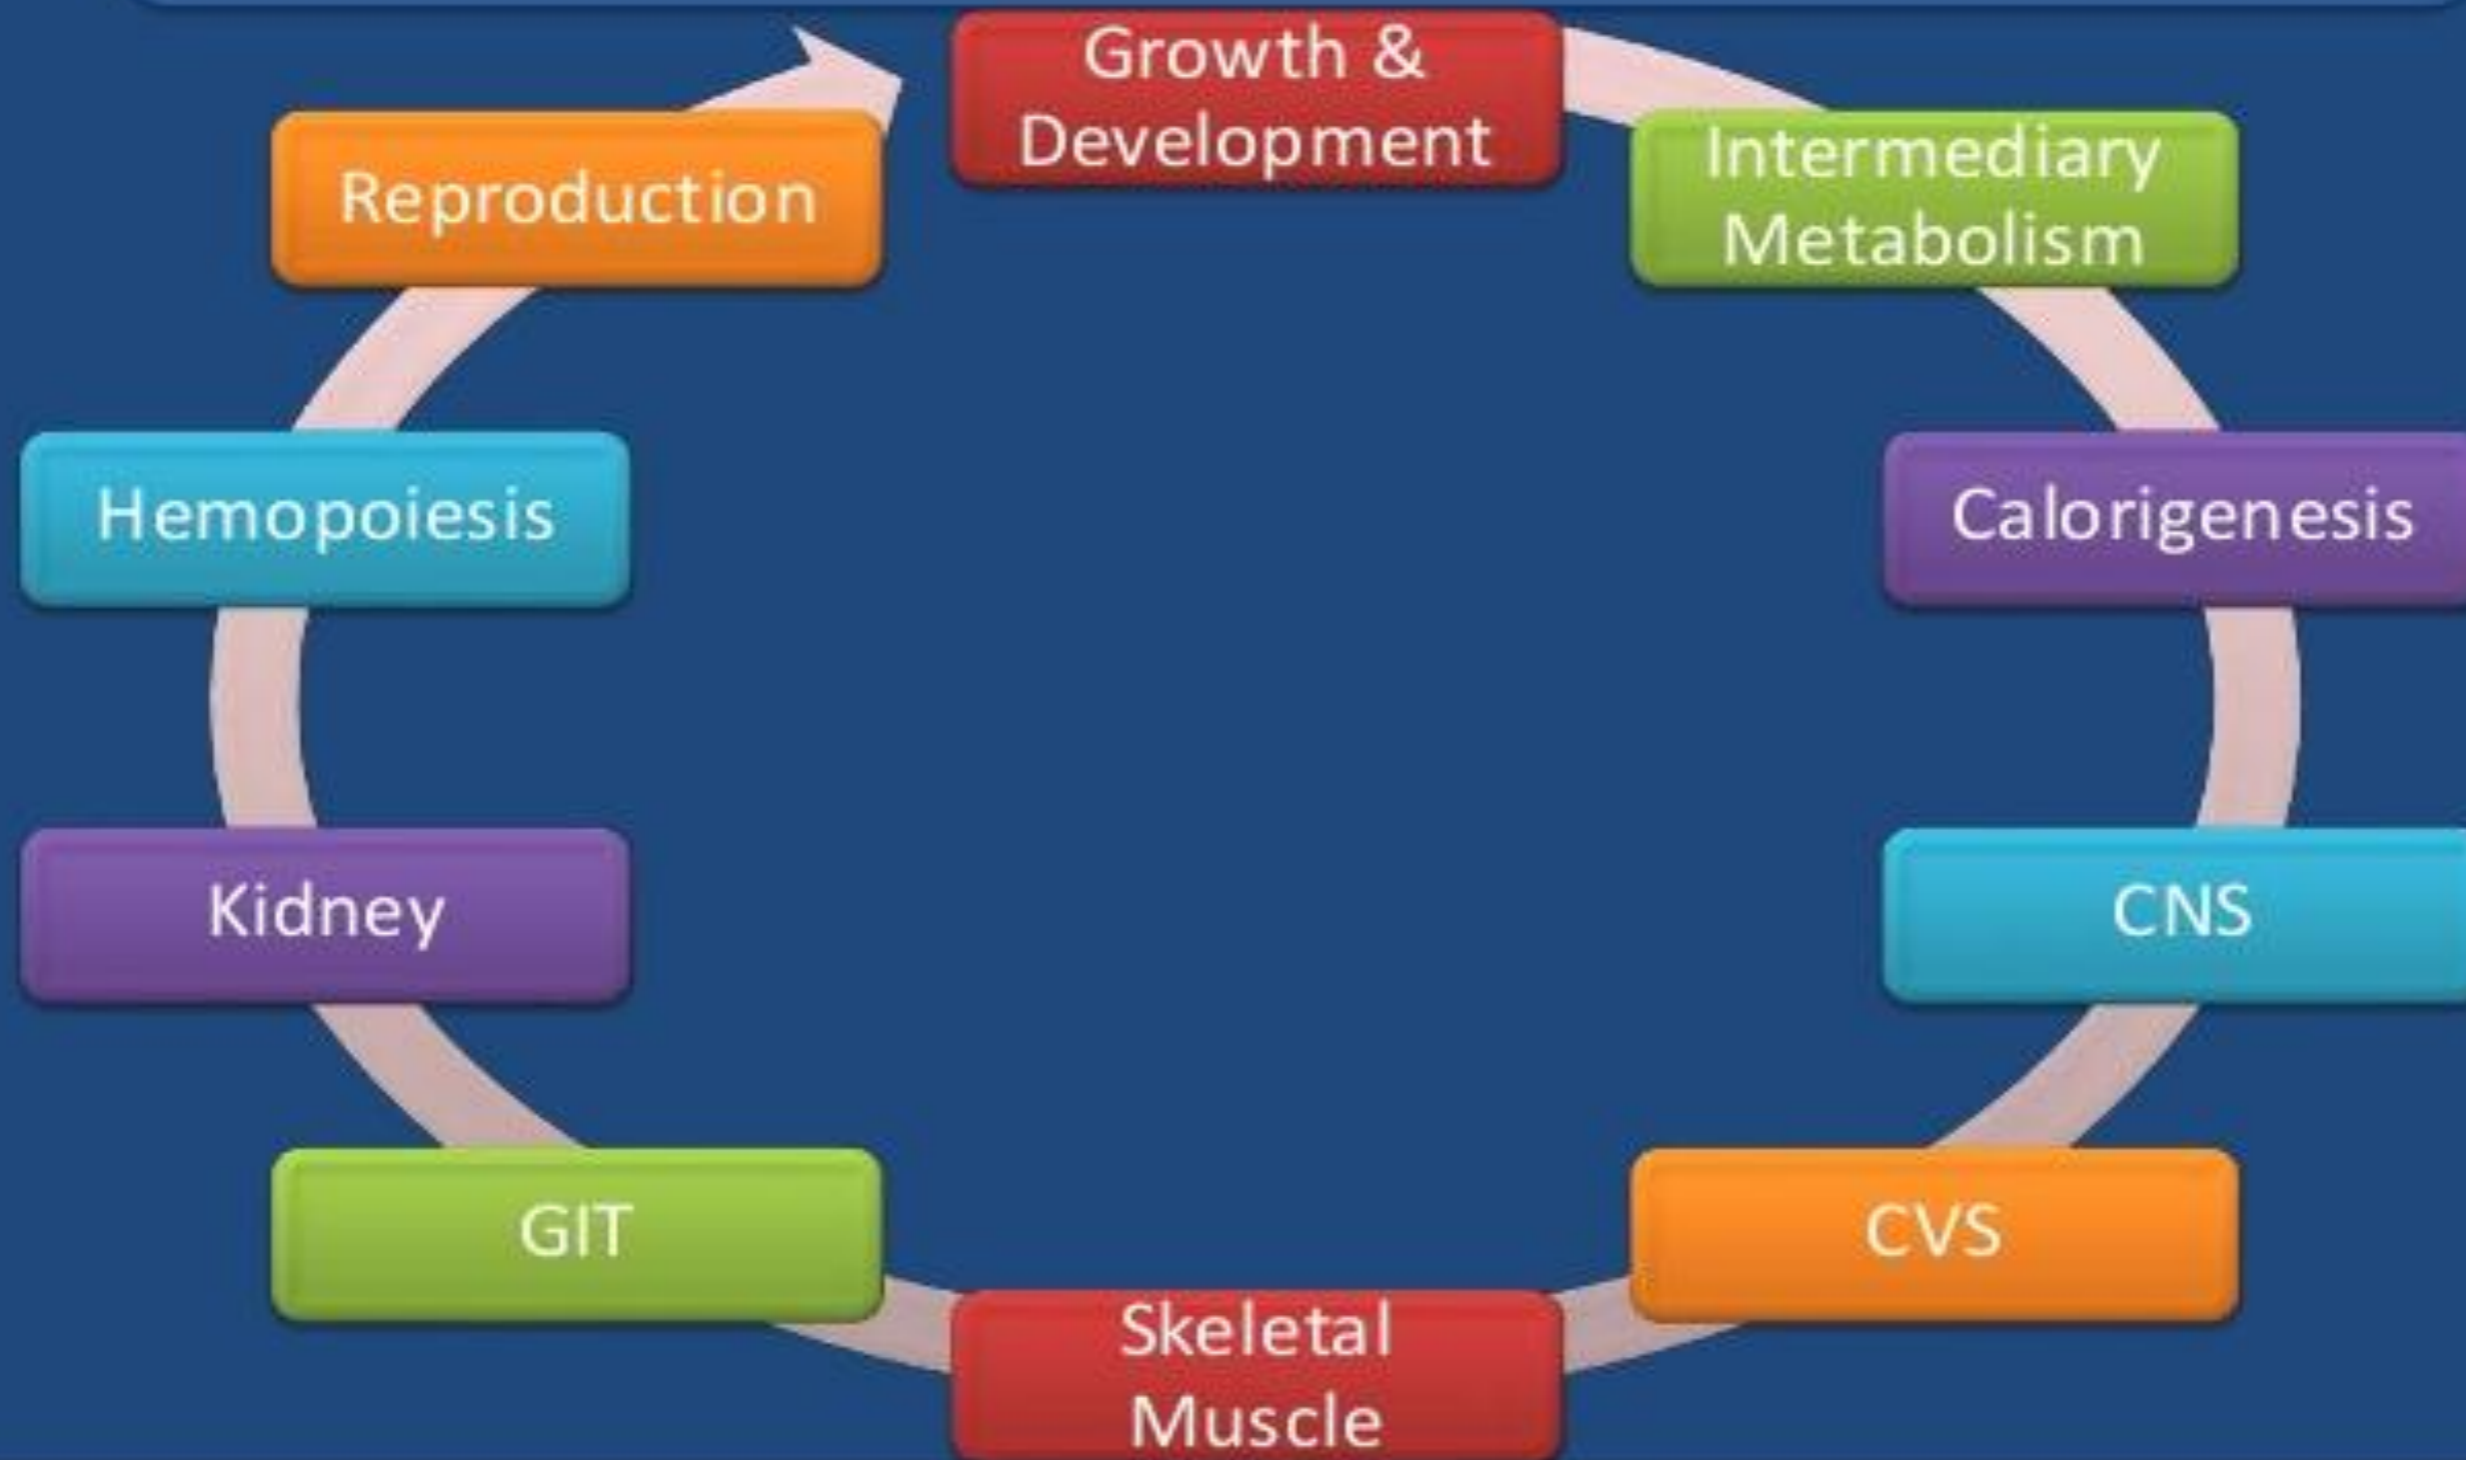 Growth &
Development
Intermediary
Metabolism
Calorigenesis
CNS
CVS
Skeletal
Muscle
GIT
Kidney
Hemopoiesis
Reproduction